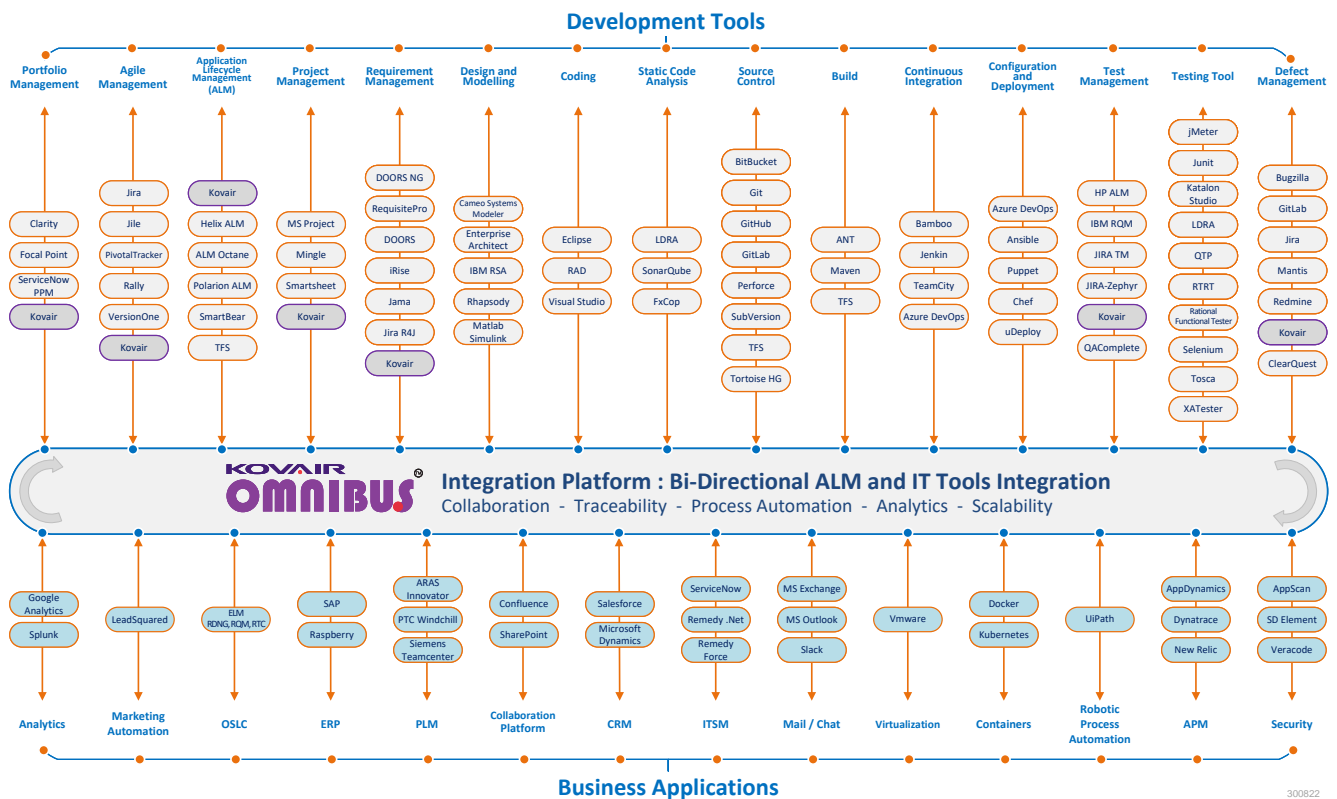 Development Tools
Portfolio
Management
Agile
Management
Application
Lifecycle
Management
(ALM)
Project
Management
Requirement
Management
Design and
Modelling
Coding
Static Code
Analysis
Source
Control
Build
Continuous
Integration
Configuration
and
Deployment
Test
Management
Testing Tool
Defect
Management
Clarity
Focal Point
ServiceNow
PPM
Kovair
Jira
Jile
PivotalTracker
Rally
VersionOne
Kovair
Kovair
Helix ALM
ALM Octane
Polarion ALM
SmartBear
TFS
MS Project
Mingle
Smartsheet
Kovair
DOORS NG
RequisitePro
DOORS
iRise
Jama
Jira R4J
Kovair
Cameo Systems
Modeler
Enterprise
Architect
IBM RSA
Rhapsody
Matlab
Simulink
Eclipse
RAD
Visual Studio
LDRA
SonarQube
FxCop
BitBucket
Git
GitHub
GitLab
Perforce
SubVersion
TFS
Tortoise HG
ANT
Maven
TFS
Bamboo
Jenkin
TeamCity
Azure DevOps
Azure DevOps
Ansible
Puppet
Chef
uDeploy
HP ALM
IBM RQM
JIRA TM
JIRA-Zephyr
Kovair
QAComplete
jMeter
Junit
Katalon
Studio
LDRA
QTP
RTRT
Rational
Functional Tester
Selenium
Tosca
XATester
Bugzilla
GitLab
Jira
Mantis
Redmine
Kovair
ClearQuest
KOVAIR
OMNIBUS
Integration Platform : Bi-Directional ALM and IT Tools Integration
Collaboration - Traceability - Process Automation - Analytics - Scalability
Google
Analytics
Splunk
LeadSquared
ELM
RDNG, RQM, RTC
SAP
Raspberry
ARAS
Innovator
PTC Windchill
Siemens
Teamcenter
Confluence
SharePoint
Salesforce
Microsoft
Dynamics
ServiceNow
Remedy .Net
Remedy
Force
MS Exchange
MS Outlook
Slack
Vmware
Docker
Kubernetes
UiPath
AppDynamics
Dynatrace
New Relic
AppScan
SD Element
Veracode
Analytics
Marketing
Automation
OSLC
ERP
PLM
Collaboration
Platform
CRM
ITSM
Mail / Chat
Virtualization
Containers
Robotic
Process
Automation
APM
Security
Business Applications
300822